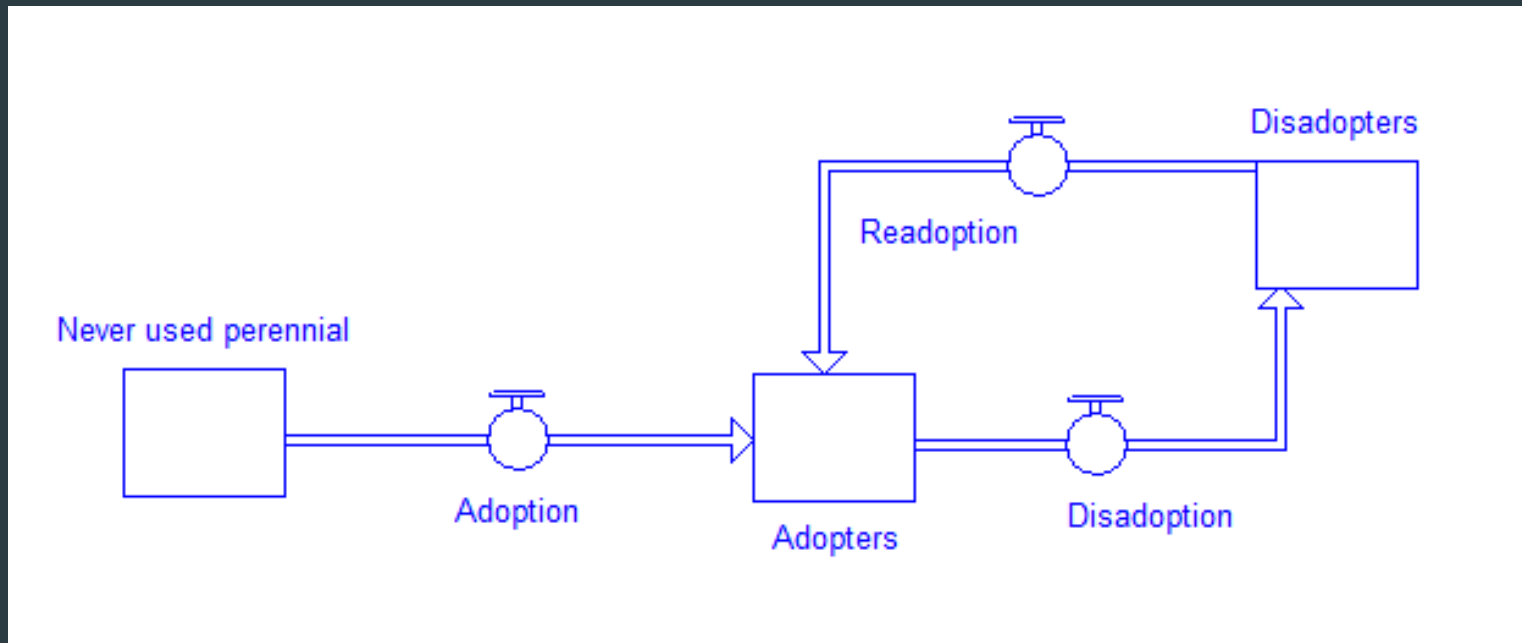 Disadopters
Readoption
Never used perennial
Adoption
Adopters
Disadoption